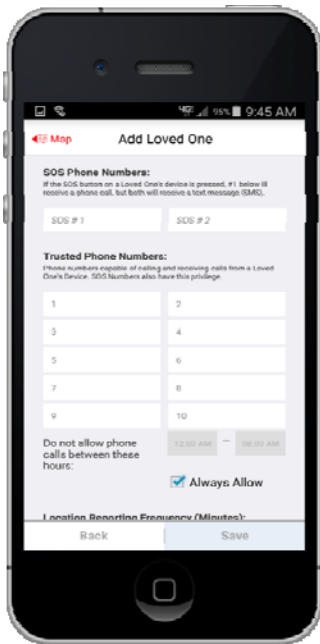 4G 95% 9:45 AM
Map Add Loved One
SOS Phone Numbers:
If the SOS button on a Loved One's device is pressed, #1 below ill
receive a phone call, but both will receive a text message (SMS).
SOS # 1 SOS # 2
Trusted Phone Numbers:
Phone numbers capable of calling and receiving calls from a Loved
One's Device. SOS Numbers also have this privilege.
1 2
3 4
5 6
7 8
9 10
Do not allow phone
calls between these
hours:
12:00 AM – 06:00 AM
Always Allow
Location Reporting Frequency (Minutes):
Back Save